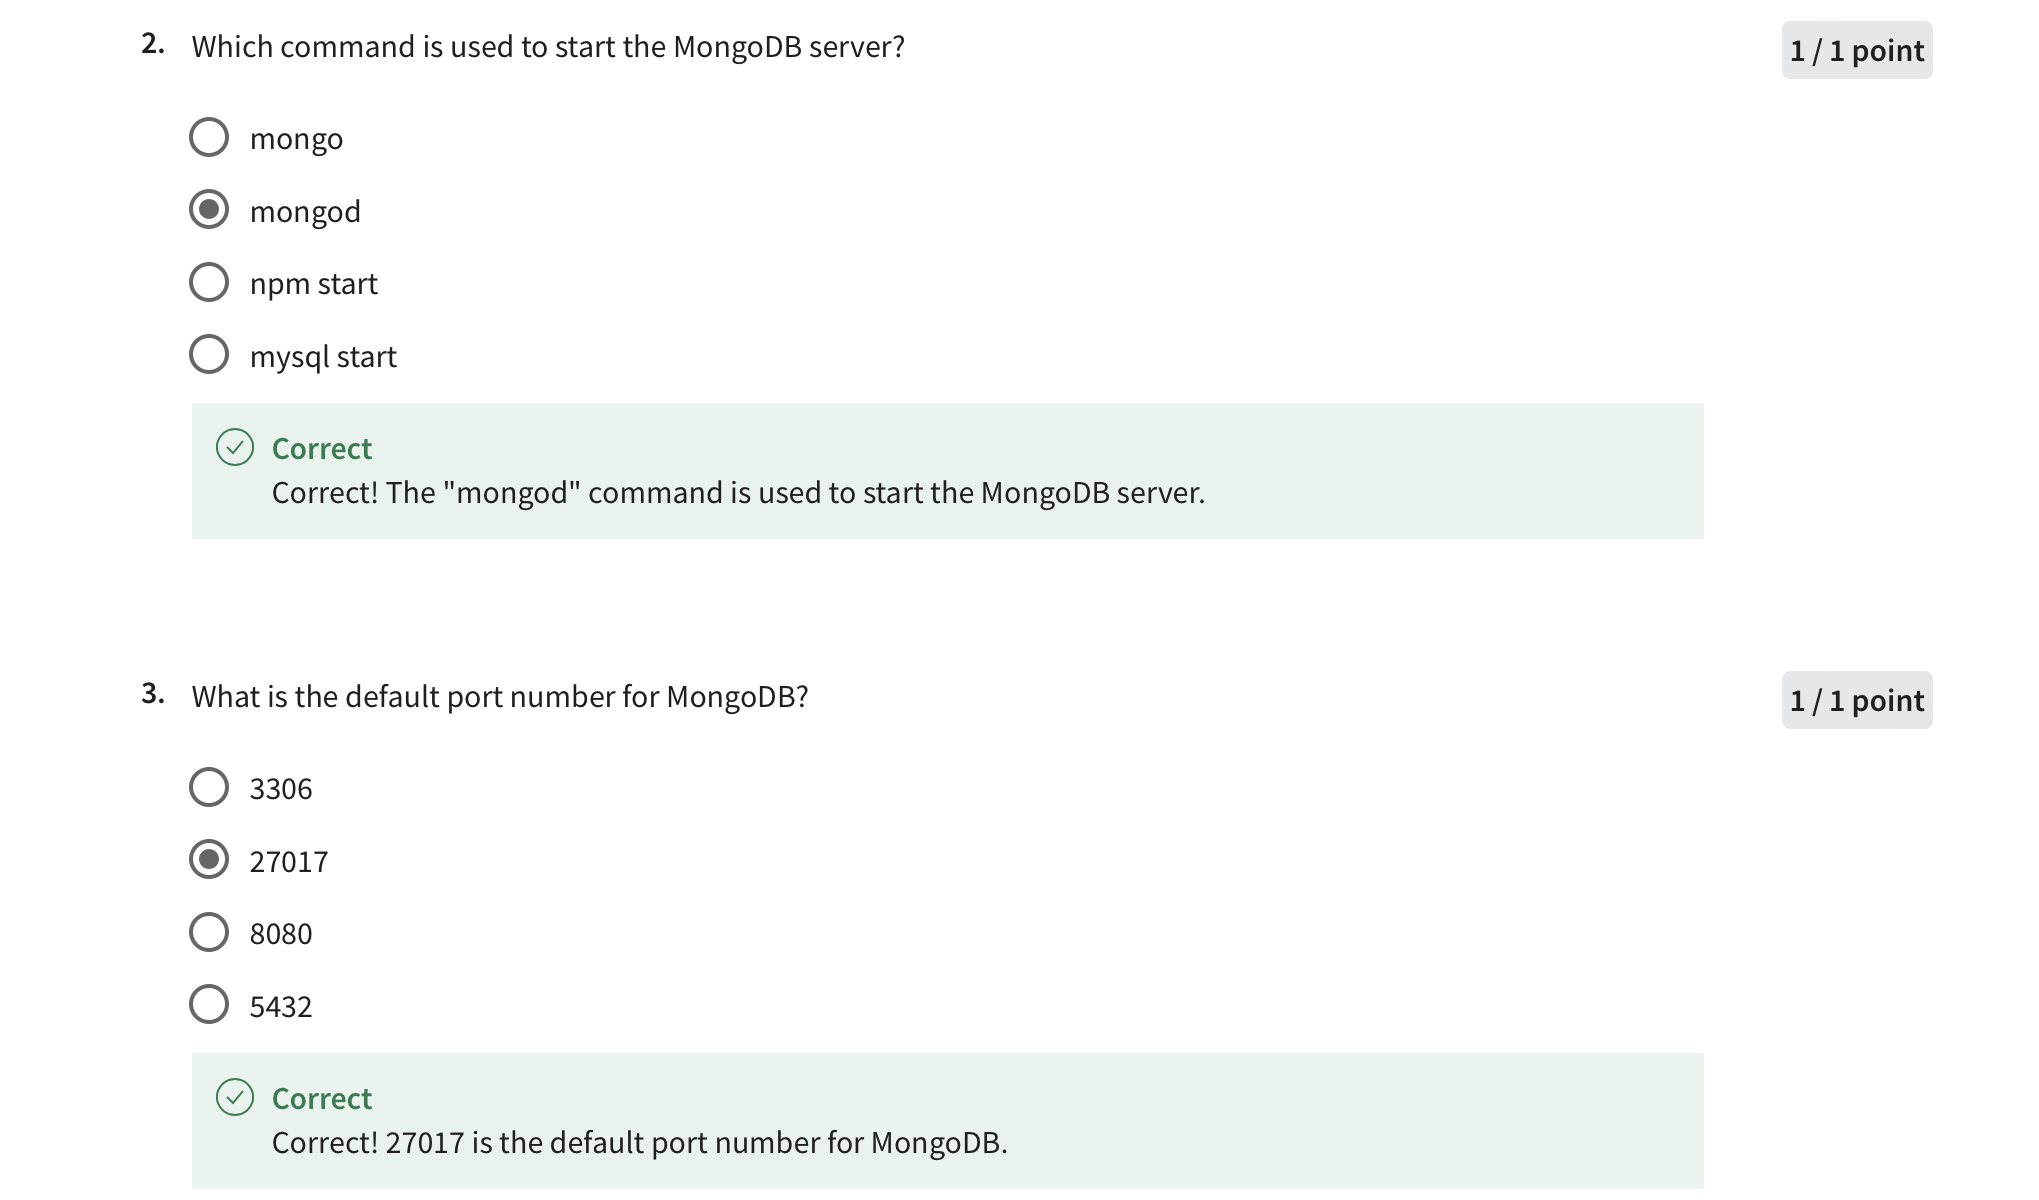 2. Which command is used to start the MongoDB server?
1 / 1 point
mongo
mongod
npm start
mysql start
Correct
Correct! The "mongod" command is used to start the MongoDB server.
3. What is the default port number for MongoDB?
1 / 1 point
3306
27017
8080
5432
Correct
Correct! 27017 is the default port number for MongoDB.